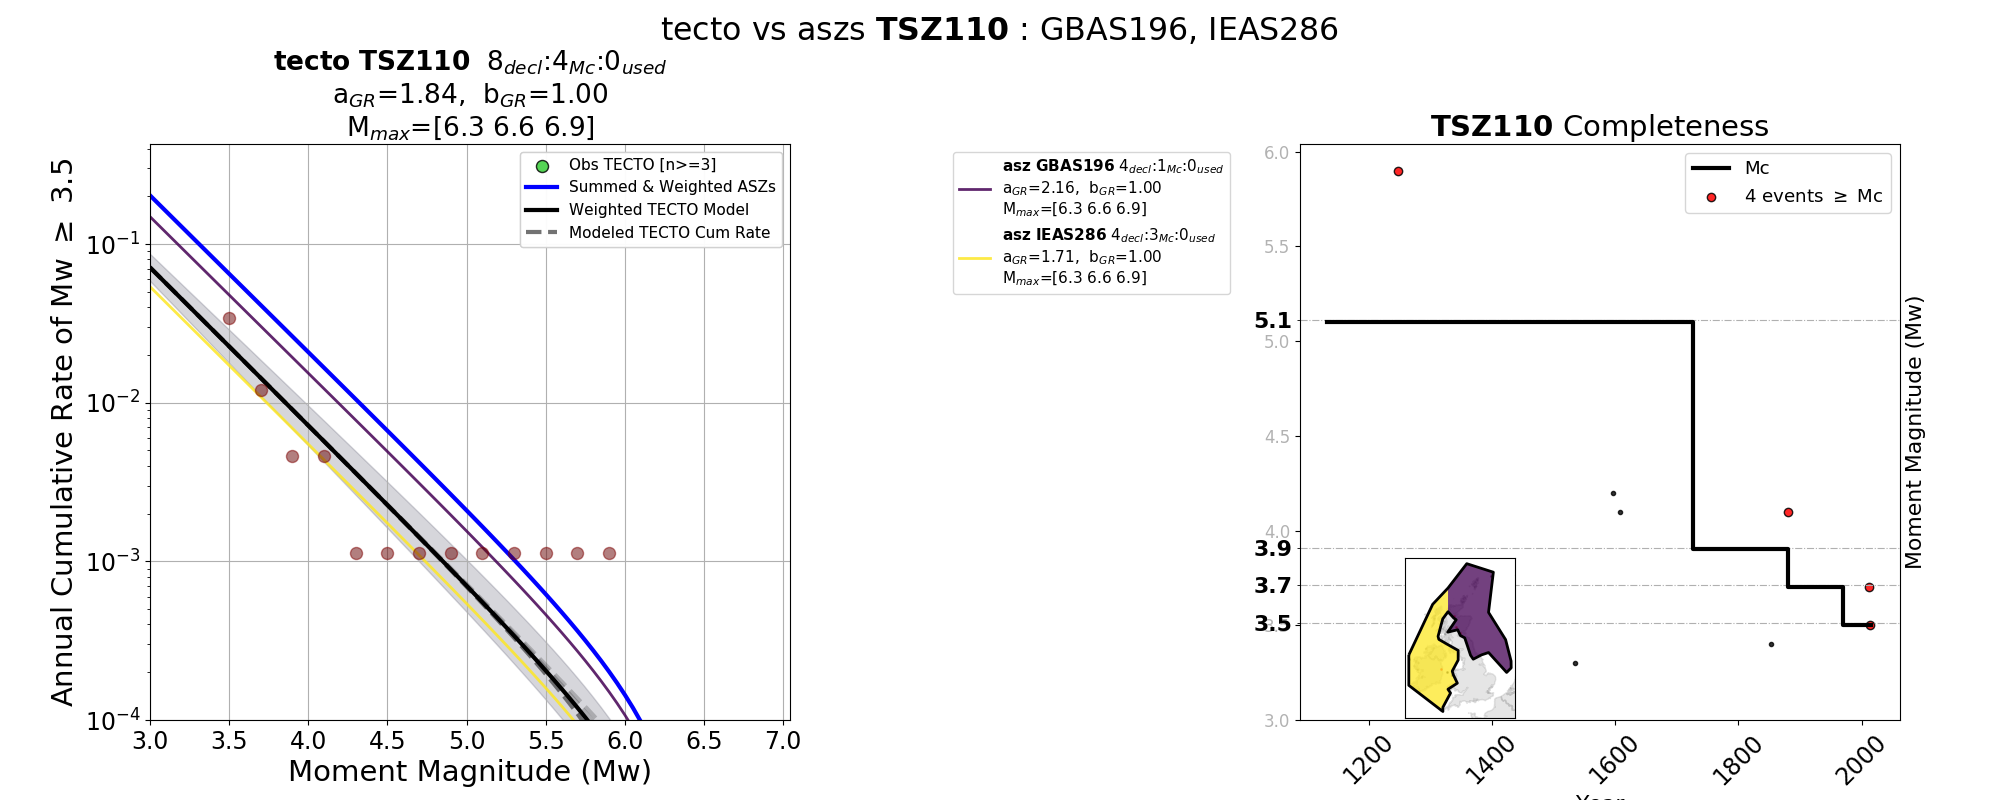 tecto vs aszs TSZ110 : GBAS196, IEAS286
tecto TSZ110 8decl:4Mc:0used
aGR=1.84, bGR=1.00
Mmax=[6.3 6.6 6.9]
Annual Cumulative Rate of Mw ≥ 3.5
10−1
10−2
10−3
10−4
Obs TECTO [n>=3]
Summed & Weighted ASZs
Weighted TECTO Model
Modeled TECTO Cum Rate
3.0 3.5 4.0 4.5 5.0 5.5 6.0 6.5 7.0
Moment Magnitude (Mw)
asz GBAS196 4decl:1Mc:0used
aGR=2.16, bGR=1.00
Mmax=[6.3 6.6 6.9]
asz IEAS286 4decl:3Mc:0used
aGR=1.71, bGR=1.00
Mmax=[6.3 6.6 6.9]
TSZ110 Completeness
Mc
4 events ≥ Mc
6.0
5.5
5.1
5.0
4.5
4.0
3.9
3.7
3.5
3.0
Moment Magnitude (Mw)
1200 1400 1600 1800 2000